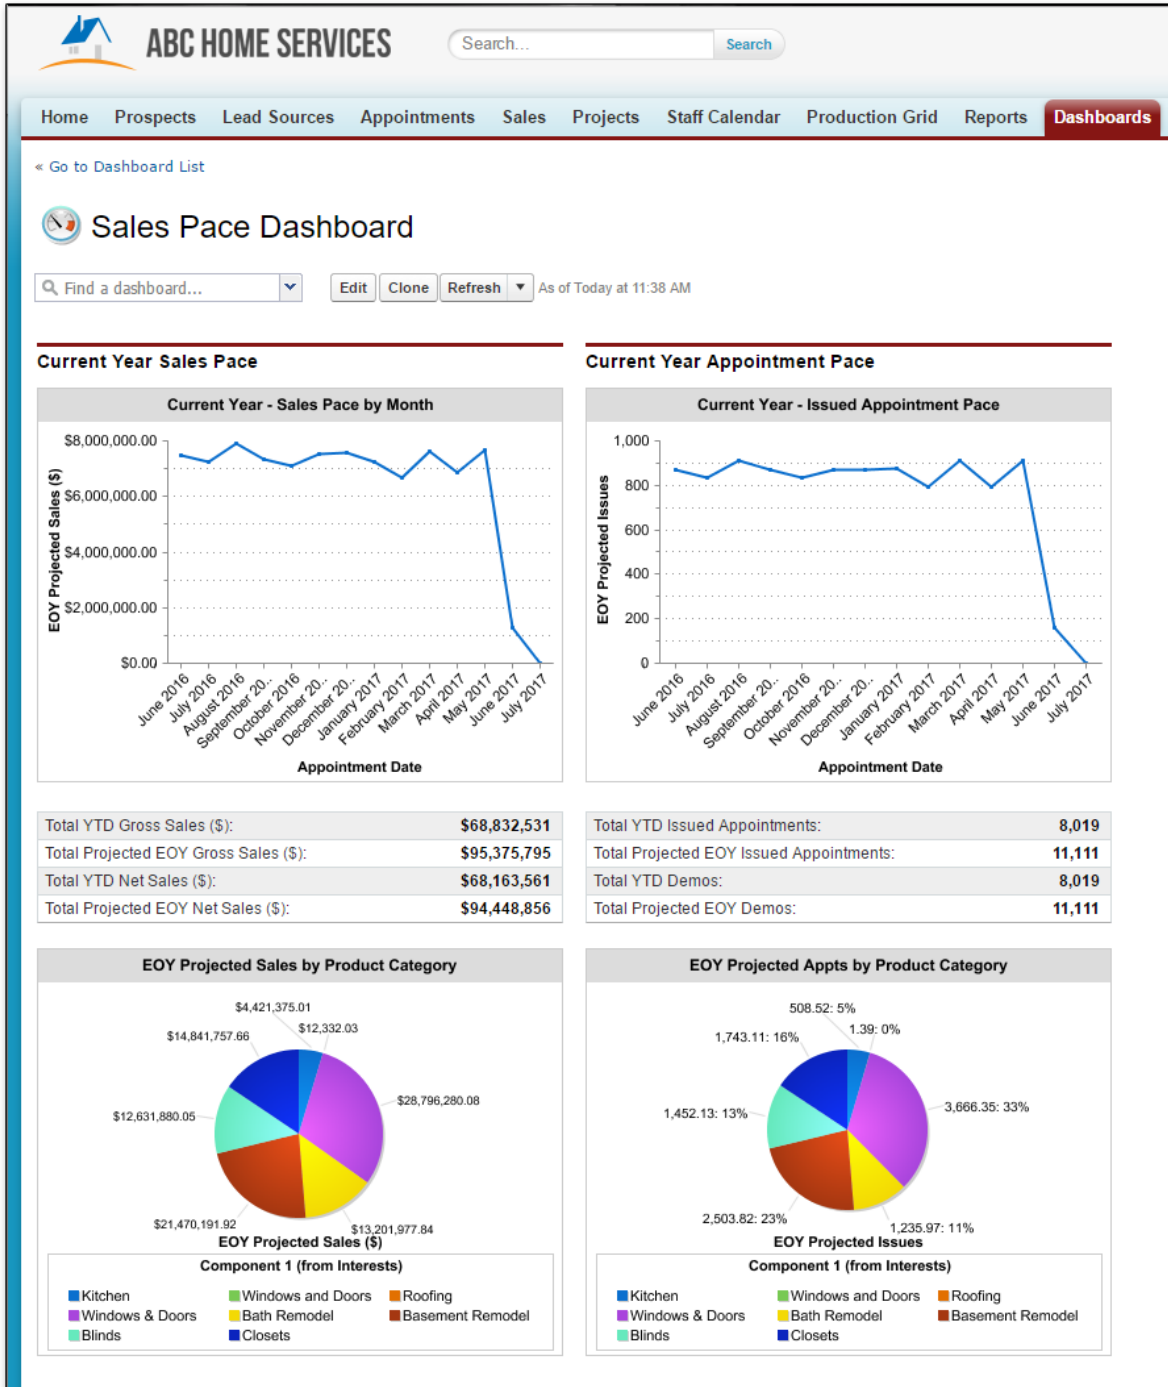 ABC HOME SERVICES
Search...
Search
Home Prospects Lead Sources Appointments Sales Projects Staff Calendar Production Grid Reports Dashboards
« Go to Dashboard List
Sales Pace Dashboard
Find a dashboard...
Edit Clone Refresh As of Today at 11:38 AM
Current Year Sales Pace
Current Year - Sales Pace by Month
EOY Projected Sales ($)
$8,000,000.00
$6,000,000.00
$4,000,000.00
$2,000,000.00
$0.00
June 2016
July 2016
August 2016
September 20..
October 2016
November 20..
December 20..
January 2017
February 2017
March 2017
April 2017
May 2017
June 2017
July 2017
Appointment Date
Current Year Appointment Pace
Current Year - Issued Appointment Pace
EOY Projected Issues
1,000
800
600
400
200
0
June 2016
July 2016
August 2016
September 20..
October 2016
November 20..
December 20..
January 2017
February 2017
March 2017
April 2017
May 2017
June 2017
July 2017
Appointment Date
Total YTD Gross Sales ($): $68,832,531
Total Projected EOY Gross Sales ($): $95,375,795
Total YTD Net Sales ($): $68,163,561
Total Projected EOY Net Sales ($): $94,448,856
Total YTD Issued Appointments: 8,019
Total Projected EOY Issued Appointments: 11,111
Total YTD Demos: 8,019
Total Projected EOY Demos: 11,111
EOY Projected Sales by Product Category
$4,421,375.01
$12,332.03
$14,841,757.66
$28,796,280.08
$12,631,880.05
$21,470,191.92
$13,201,977.84
EOY Projected Sales ($)
Component 1 (from Interests)
Kitchen Windows and Doors Roofing
Windows & Doors Bath Remodel Basement Remodel
Blinds Closets
EOY Projected Appts by Product Category
508.52: 5%
1.39: 0%
1,743.11: 16%
3,666.35: 33%
1,452.13: 13%
2,503.82: 23%
1,235.97: 11%
EOY Projected Issues
Component 1 (from Interests)
Kitchen Windows and Doors Roofing
Windows & Doors Bath Remodel Basement Remodel
Blinds Closets